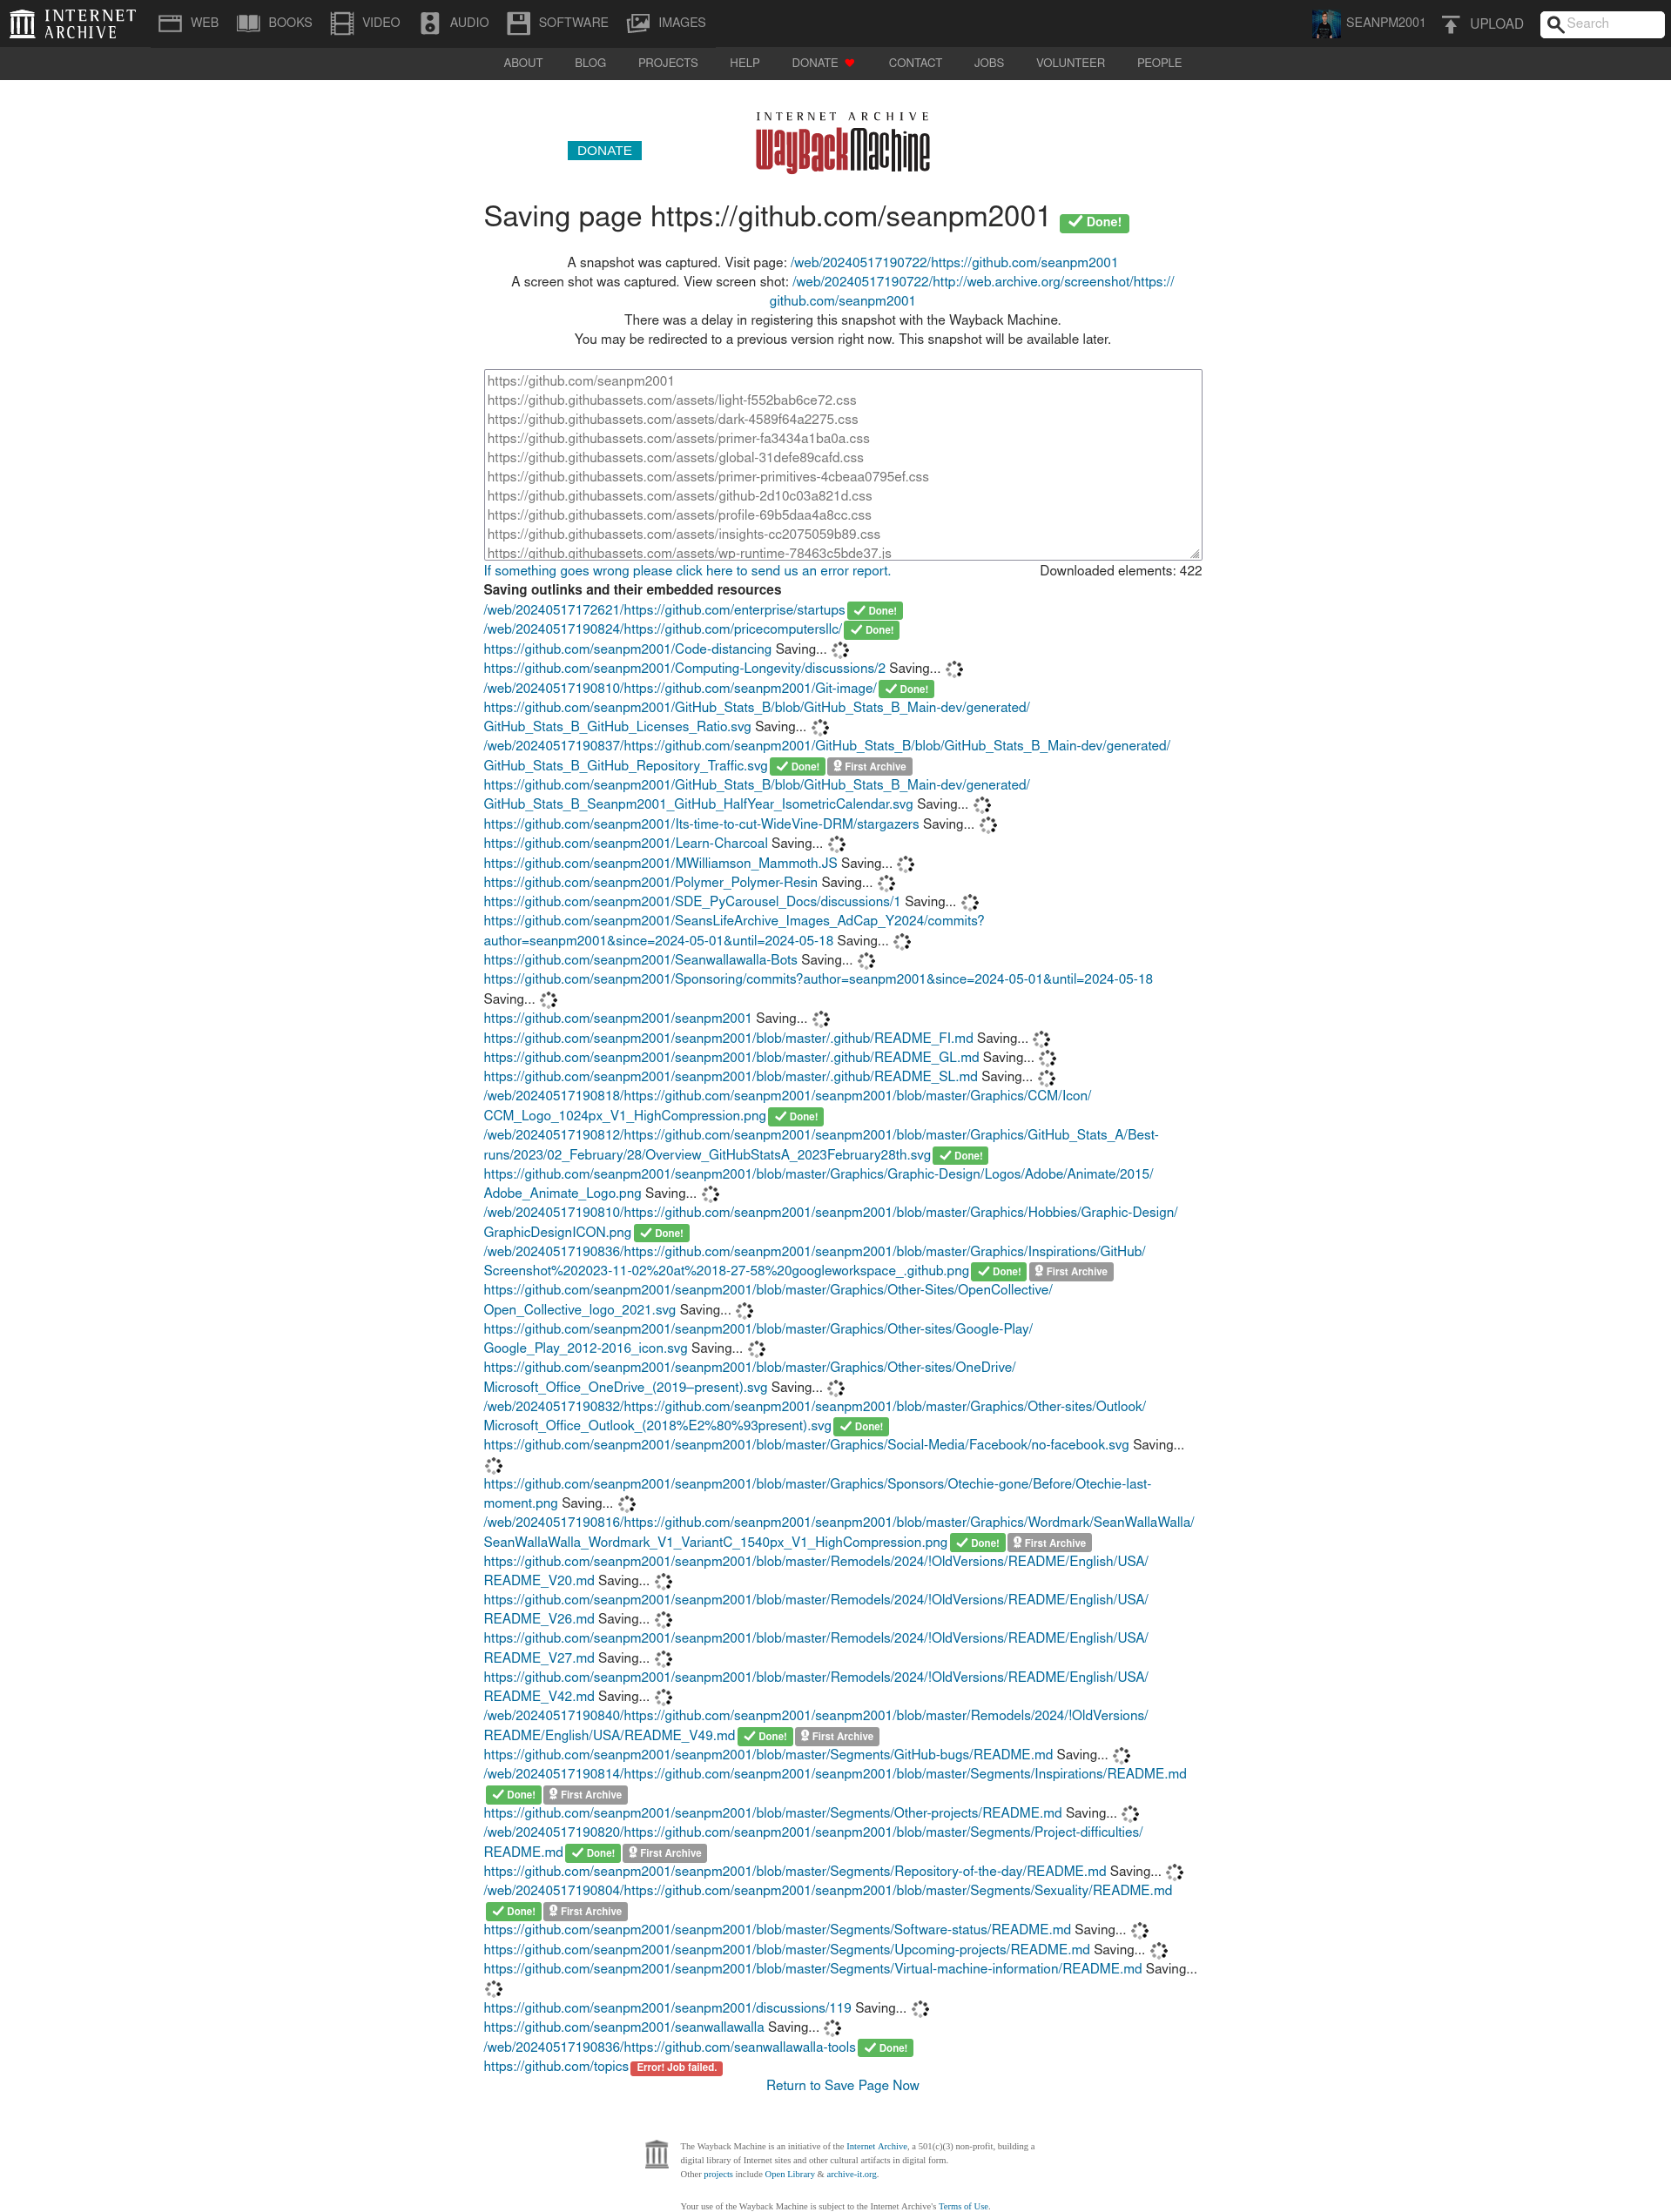 INTERNET ARCHIVE
WEB BOOKS VIDEO AUDIO SOFTWARE IMAGES SEANPM2001 UPLOAD Search
ABOUT BLOG PROJECTS HELP DONATE CONTACT JOBS VOLUNTEER PEOPLE
INTERNET ARCHIVE
WayBackMachine
DONATE
Saving page https://github.com/seanpm2001 Done!
A snapshot was captured. Visit page: /web/20240517190722/https://github.com/seanpm2001
A screen shot was captured. View screen shot: /web/20240517190722/http://web.archive.org/screenshot/https://
github.com/seanpm2001
There was a delay in registering this snapshot with the Wayback Machine.
You may be redirected to a previous version right now. This snapshot will be available later.
https://github.com/seanpm2001
https://github.githubassets.com/assets/light-f552bab6ce72.css
https://github.githubassets.com/assets/dark-4589f64a2275.css
https://github.githubassets.com/assets/primer-fa3434a1ba0a.css
https://github.githubassets.com/assets/global-31defe89cafd.css
https://github.githubassets.com/assets/primer-primitives-4cbeaa0795ef.css
https://github.githubassets.com/assets/github-2d10c03a821d.css
https://github.githubassets.com/assets/profile-69b5daa4a8cc.css
https://github.githubassets.com/assets/insights-cc2075059b89.css
https://github.githubassets.com/assets/wp-runtime-78463c5bde37.js
If something goes wrong please click here to send us an error report. Downloaded elements: 422
Saving outlinks and their embedded resources
/web/20240517172621/https://github.com/enterprise/startups Done!
/web/20240517190824/https://github.com/pricecomputersllc/ Done!
https://github.com/seanpm2001/Code-distancing Saving...
https://github.com/seanpm2001/Computing-Longevity/discussions/2 Saving...
/web/20240517190810/https://github.com/seanpm2001/Git-image/ Done!
https://github.com/seanpm2001/GitHub_Stats_B/blob/GitHub_Stats_B_Main-dev/generated/
GitHub_Stats_B_GitHub_Licenses_Ratio.svg Saving...
/web/20240517190837/https://github.com/seanpm2001/GitHub_Stats_B/blob/GitHub_Stats_B_Main-dev/generated/
GitHub_Stats_B_GitHub_Repository_Traffic.svg Done! First Archive
https://github.com/seanpm2001/GitHub_Stats_B/blob/GitHub_Stats_B_Main-dev/generated/
GitHub_Stats_B_Seanpm2001_GitHub_HalfYear_IsometricCalendar.svg Saving...
https://github.com/seanpm2001/Its-time-to-cut-WideVine-DRM/stargazers Saving...
https://github.com/seanpm2001/Learn-Charcoal Saving...
https://github.com/seanpm2001/MWilliamson_Mammoth.JS Saving...
https://github.com/seanpm2001/Polymer_Polymer-Resin Saving...
https://github.com/seanpm2001/SDE_PyCarousel_Docs/discussions/1 Saving...
https://github.com/seanpm2001/SeansLifeArchive_Images_AdCap_Y2024/commits?
author=seanpm2001&since=2024-05-01&until=2024-05-18 Saving...
https://github.com/seanpm2001/Seanwallawalla-Bots Saving...
https://github.com/seanpm2001/Sponsoring/commits?author=seanpm2001&since=2024-05-01&until=2024-05-18
Saving...
https://github.com/seanpm2001/seanpm2001 Saving...
https://github.com/seanpm2001/seanpm2001/blob/master/.github/README_FI.md Saving...
https://github.com/seanpm2001/seanpm2001/blob/master/.github/README_GL.md Saving...
https://github.com/seanpm2001/seanpm2001/blob/master/.github/README_SL.md Saving...
/web/20240517190818/https://github.com/seanpm2001/seanpm2001/blob/master/Graphics/CCM/Icon/
CCM_Logo_1024px_V1_HighCompression.png Done!
/web/20240517190812/https://github.com/seanpm2001/seanpm2001/blob/master/Graphics/GitHub_Stats_A/Best-
runs/2023/02_February/28/Overview_GitHubStatsA_2023February28th.svg Done!
https://github.com/seanpm2001/seanpm2001/blob/master/Graphics/Graphic-Design/Logos/Adobe/Animate/2015/
Adobe_Animate_Logo.png Saving...
/web/20240517190810/https://github.com/seanpm2001/seanpm2001/blob/master/Graphics/Hobbies/Graphic-Design/
GraphicDesignICON.png Done!
/web/20240517190836/https://github.com/seanpm2001/seanpm2001/blob/master/Graphics/Inspirations/GitHub/
Screenshot%202023-11-02%20at%2018-27-58%20googleworkspace_.github.png Done! First Archive
https://github.com/seanpm2001/seanpm2001/blob/master/Graphics/Other-Sites/OpenCollective/
Open_Collective_logo_2021.svg Saving...
https://github.com/seanpm2001/seanpm2001/blob/master/Graphics/Other-sites/Google-Play/
Google_Play_2012-2016_icon.svg Saving...
https://github.com/seanpm2001/seanpm2001/blob/master/Graphics/Other-sites/OneDrive/
Microsoft_Office_OneDrive_(2019–present).svg Saving...
/web/20240517190832/https://github.com/seanpm2001/seanpm2001/blob/master/Graphics/Other-sites/Outlook/
Microsoft_Office_Outlook_(2018%E2%80%93present).svg Done!
https://github.com/seanpm2001/seanpm2001/blob/master/Graphics/Social-Media/Facebook/no-facebook.svg Saving...
https://github.com/seanpm2001/seanpm2001/blob/master/Graphics/Sponsors/Otechie-gone/Before/Otechie-last-
moment.png Saving...
/web/20240517190816/https://github.com/seanpm2001/seanpm2001/blob/master/Graphics/Wordmark/SeanWallaWalla/
SeanWallaWalla_Wordmark_V1_VariantC_1540px_V1_HighCompression.png Done! First Archive
https://github.com/seanpm2001/seanpm2001/blob/master/Remodels/2024/!OldVersions/README/English/USA/
README_V20.md Saving...
https://github.com/seanpm2001/seanpm2001/blob/master/Remodels/2024/!OldVersions/README/English/USA/
README_V26.md Saving...
https://github.com/seanpm2001/seanpm2001/blob/master/Remodels/2024/!OldVersions/README/English/USA/
README_V27.md Saving...
https://github.com/seanpm2001/seanpm2001/blob/master/Remodels/2024/!OldVersions/README/English/USA/
README_V42.md Saving...
/web/20240517190840/https://github.com/seanpm2001/seanpm2001/blob/master/Remodels/2024/!OldVersions/
README/English/USA/README_V49.md Done! First Archive
https://github.com/seanpm2001/seanpm2001/blob/master/Segments/GitHub-bugs/README.md Saving...
/web/20240517190814/https://github.com/seanpm2001/seanpm2001/blob/master/Segments/Inspirations/README.md
Done! First Archive
https://github.com/seanpm2001/seanpm2001/blob/master/Segments/Other-projects/README.md Saving...
/web/20240517190820/https://github.com/seanpm2001/seanpm2001/blob/master/Segments/Project-difficulties/
README.md Done! First Archive
https://github.com/seanpm2001/seanpm2001/blob/master/Segments/Repository-of-the-day/README.md Saving...
/web/20240517190804/https://github.com/seanpm2001/seanpm2001/blob/master/Segments/Sexuality/README.md
Done! First Archive
https://github.com/seanpm2001/seanpm2001/blob/master/Segments/Software-status/README.md Saving...
https://github.com/seanpm2001/seanpm2001/blob/master/Segments/Upcoming-projects/README.md Saving...
https://github.com/seanpm2001/seanpm2001/blob/master/Segments/Virtual-machine-information/README.md Saving...
https://github.com/seanpm2001/seanpm2001/discussions/119 Saving...
https://github.com/seanpm2001/seanwallawalla Saving...
/web/20240517190836/https://github.com/seanwallawalla-tools Done!
https://github.com/topics Error! Job failed.
Return to Save Page Now
The Wayback Machine is an initiative of the Internet Archive, a 501(c)(3) non-profit, building a
digital library of Internet sites and other cultural artifacts in digital form.
Other projects include Open Library & archive-it.org.
Your use of the Wayback Machine is subject to the Internet Archive's Terms of Use.